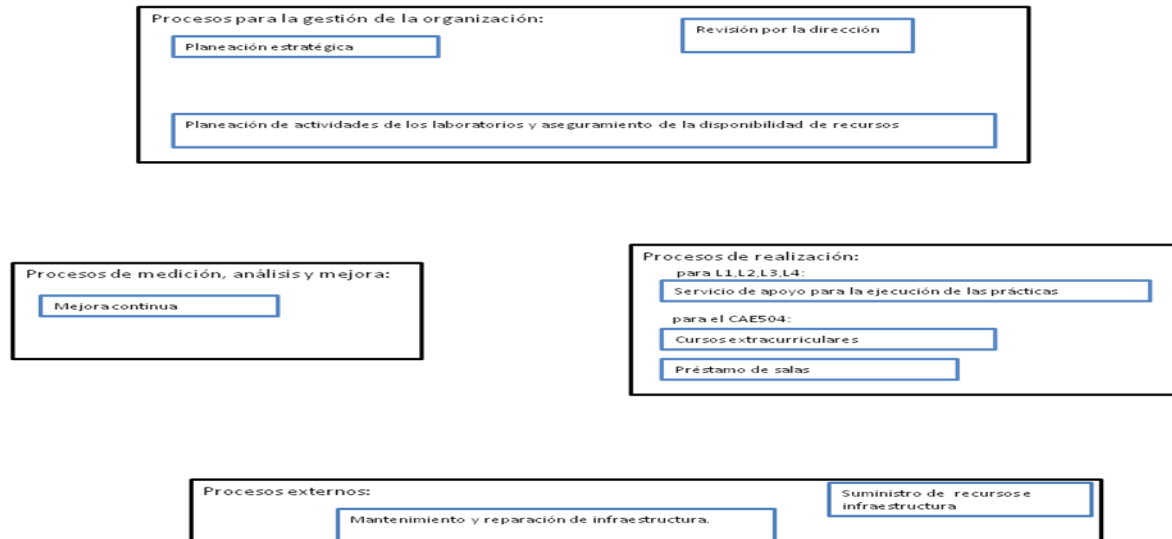 Procesos para la gestión de la organización:
Planeación estratégica
Revisión por la dirección
Planeación de actividades de los laboratorios y aseguramiento de la disponibilidad de recursos
Procesos de medición, análisis y mejora:
Mejora continua
Procesos de realización:
para L1,L2,L3,L4:
Servicio de apoyo para la ejecución de las prácticas
para el CAE504:
Cursos extracurriculares
Préstamo de salas
Procesos externos:
Suministro de recursos e
infraestructura
Mantenimiento y reparación de infraestructura.